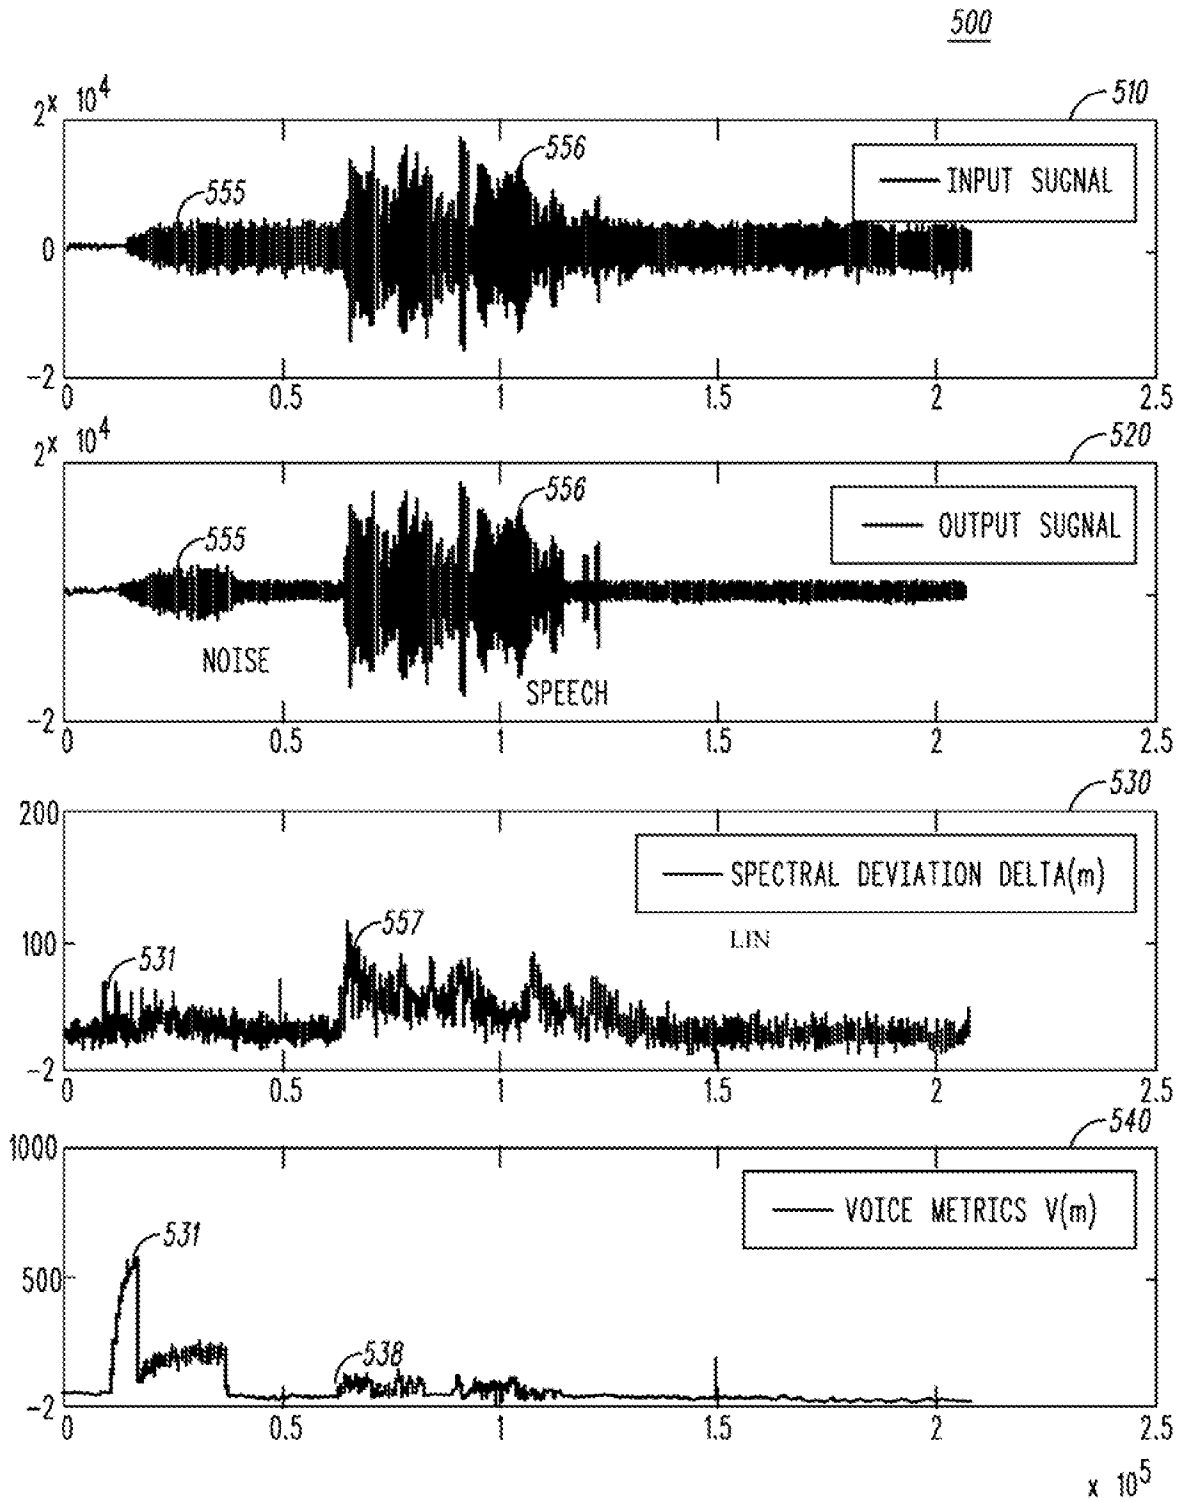 500
2x 10^4
510
556
INPUT SUGNAL
555
0
-2
0 0.5 1 1.5 2 2.5
2x 10^4
520
556
OUTPUT SUGNAL
555
NOISE
SPEECH
-2
0 0.5 1 1.5 2 2.5
530
200
SPECTRAL DEVIATION DELTA(m)
557
100
LIN
531
-2
0 0.5 1 1.5 2 2.5
540
1000
VOICE METRICS V(m)
531
500
538
-2
0 0.5 1 1.5 2 2.5
x 10^5